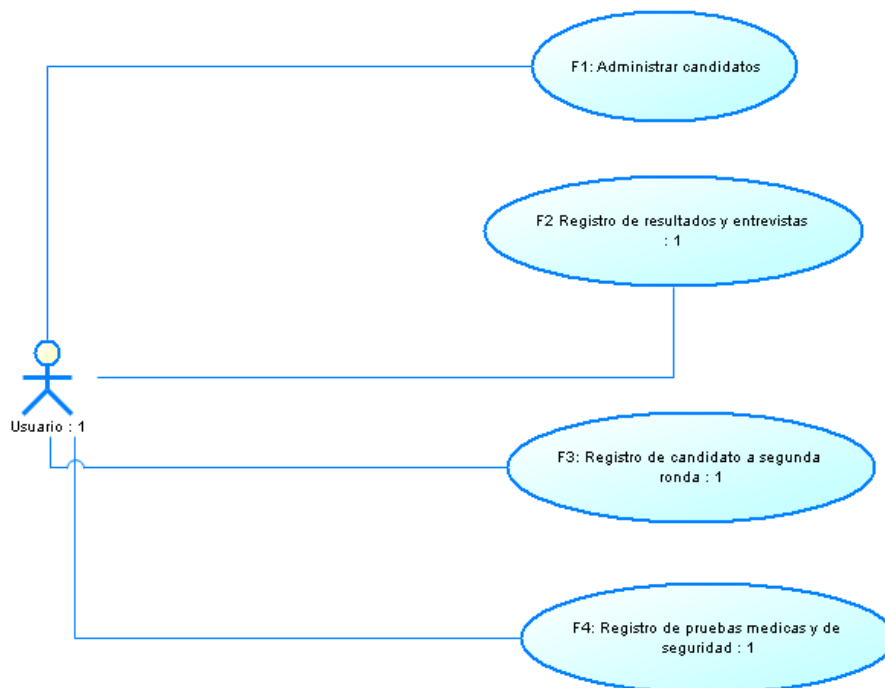 F1: Administrar candidatos
F2 Registro de resultados y entrevistas
: 1
Usuario : 1
F3: Registro de candidato a segunda
ronda : 1
F4: Registro de pruebas medicas y de
seguridad : 1